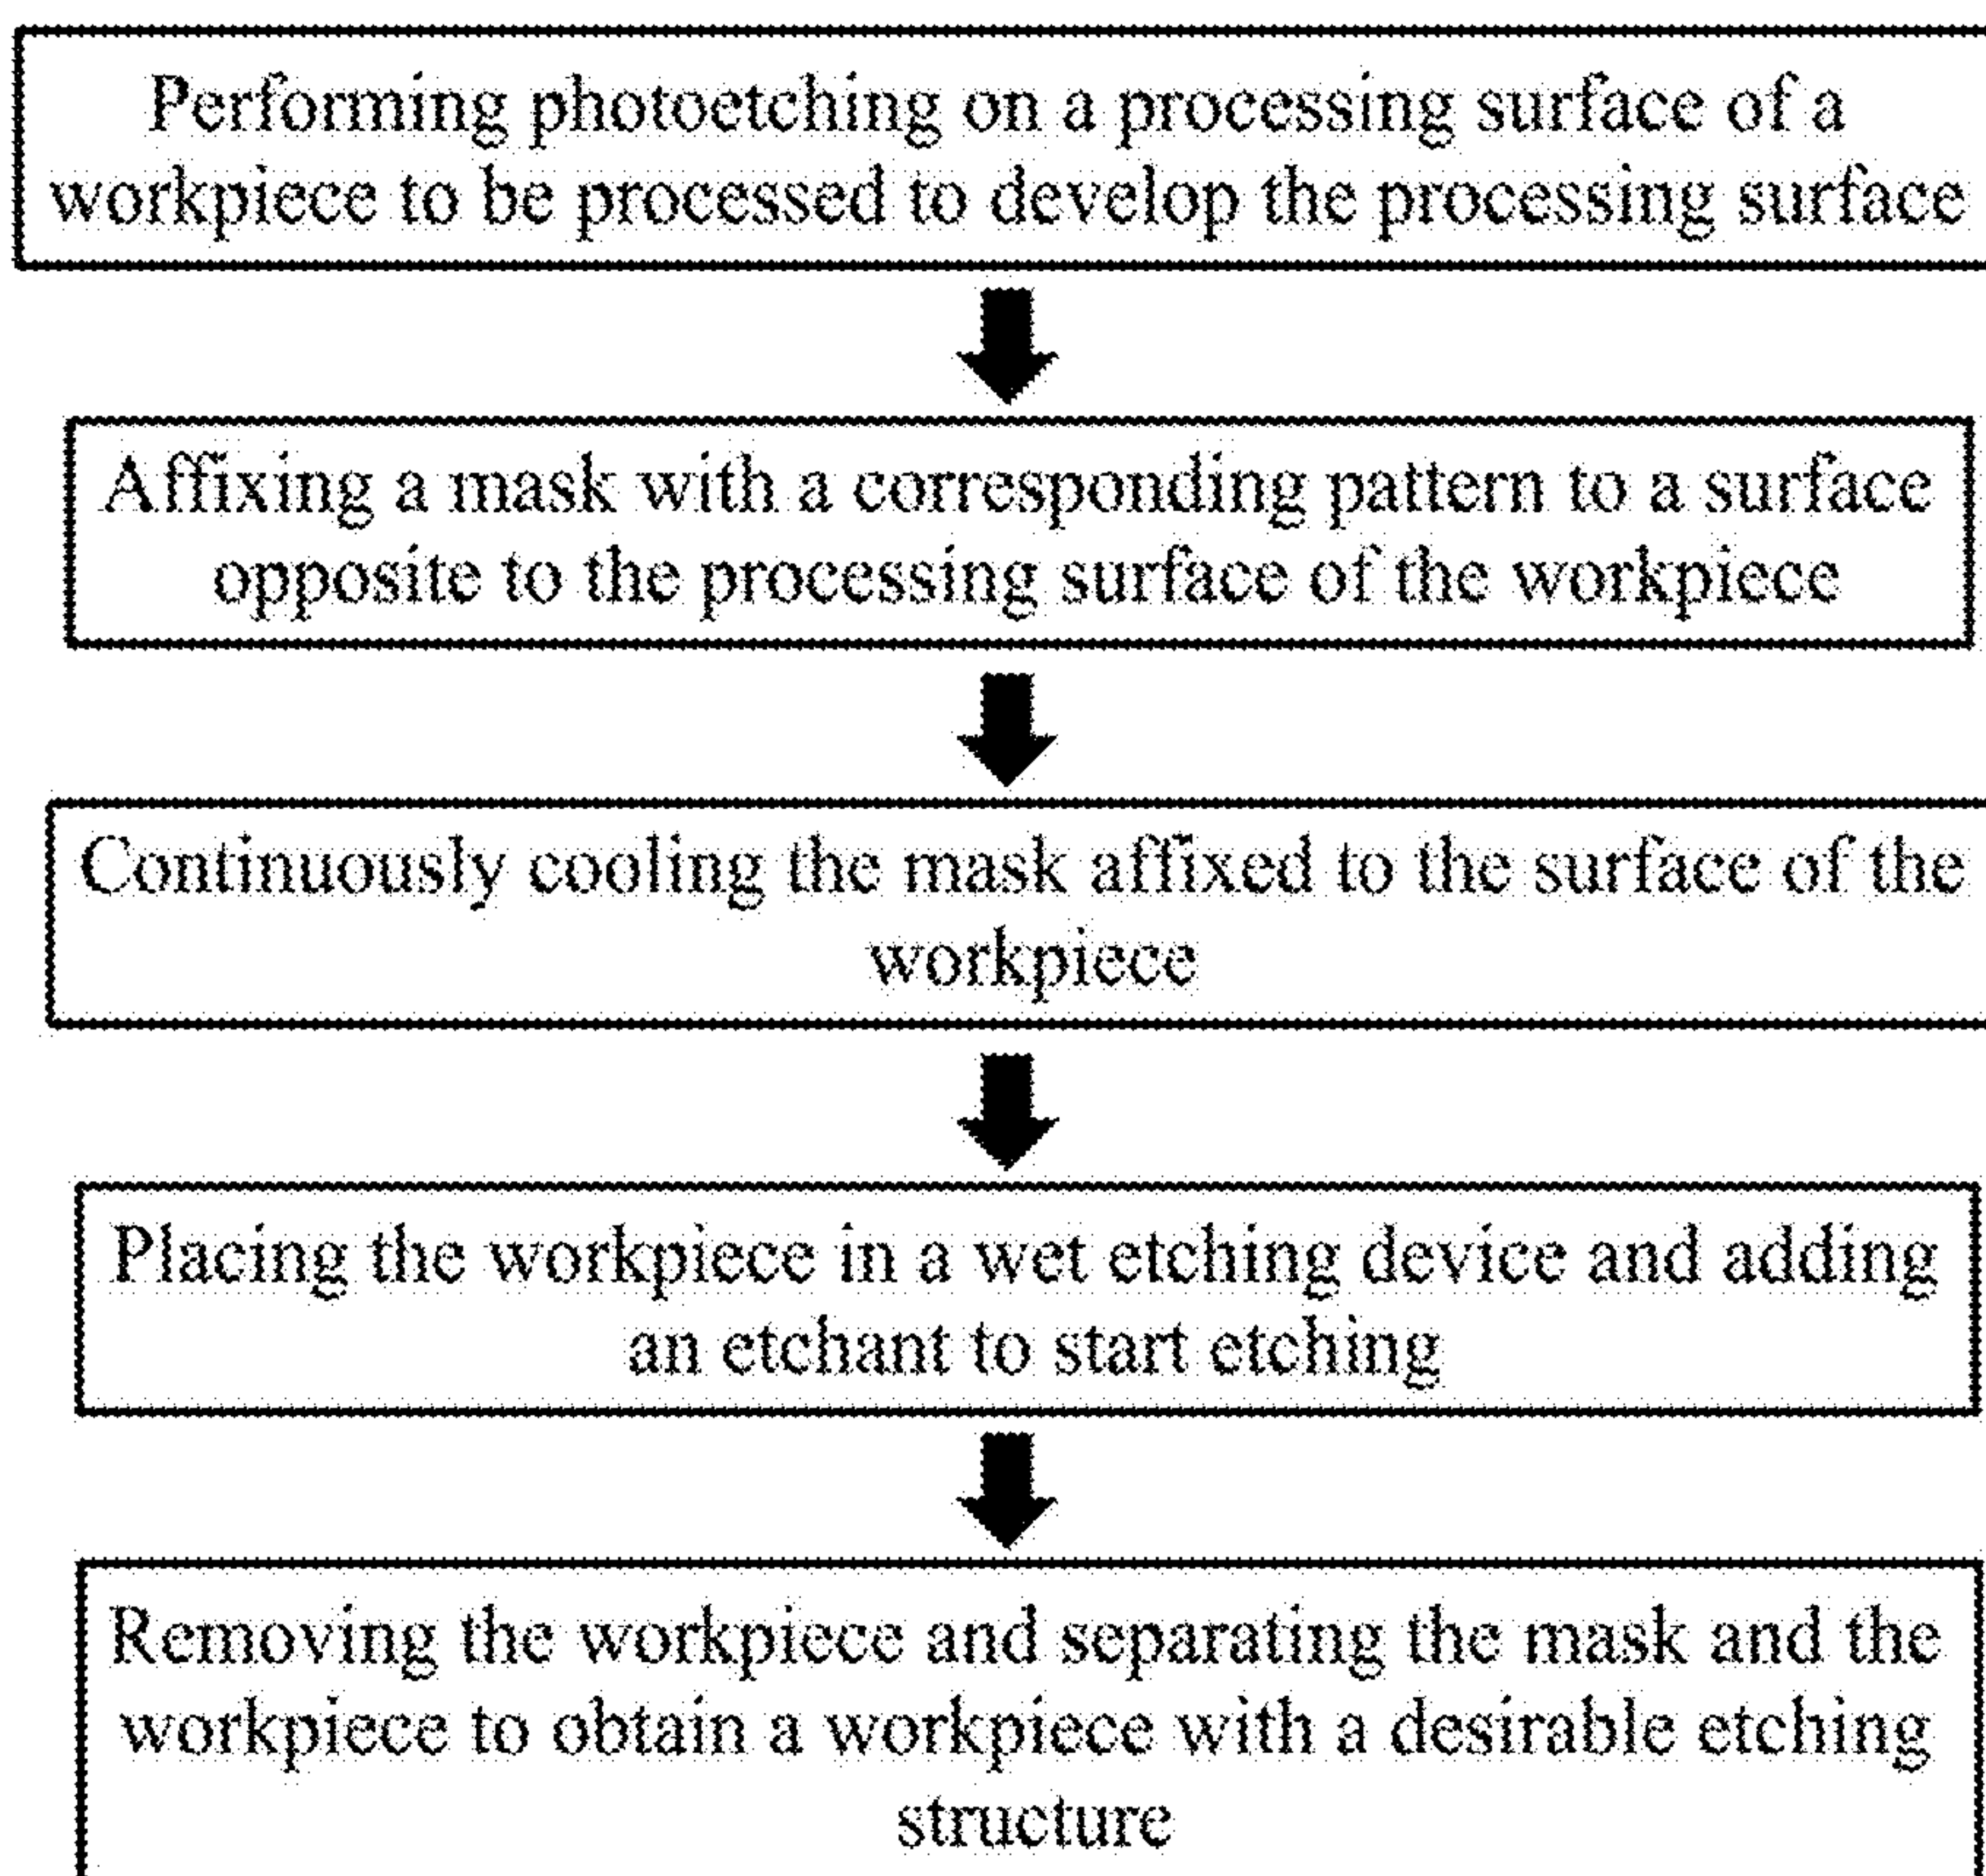 Performing photoetching on a processing surface of a
workpiece to be processed to develop the processing surface
Affixing a mask with a corresponding pattern to a surface
opposite to the processing surface of the workpiece
Continuously cooling the mask affixed to the surface of the
workpiece
Placing the workpiece in a wet etching device and adding
an etchant to start etching
Removing the workpiece and separating the mask and the
workpiece to obtain a workpiece with a desirable etching
structure